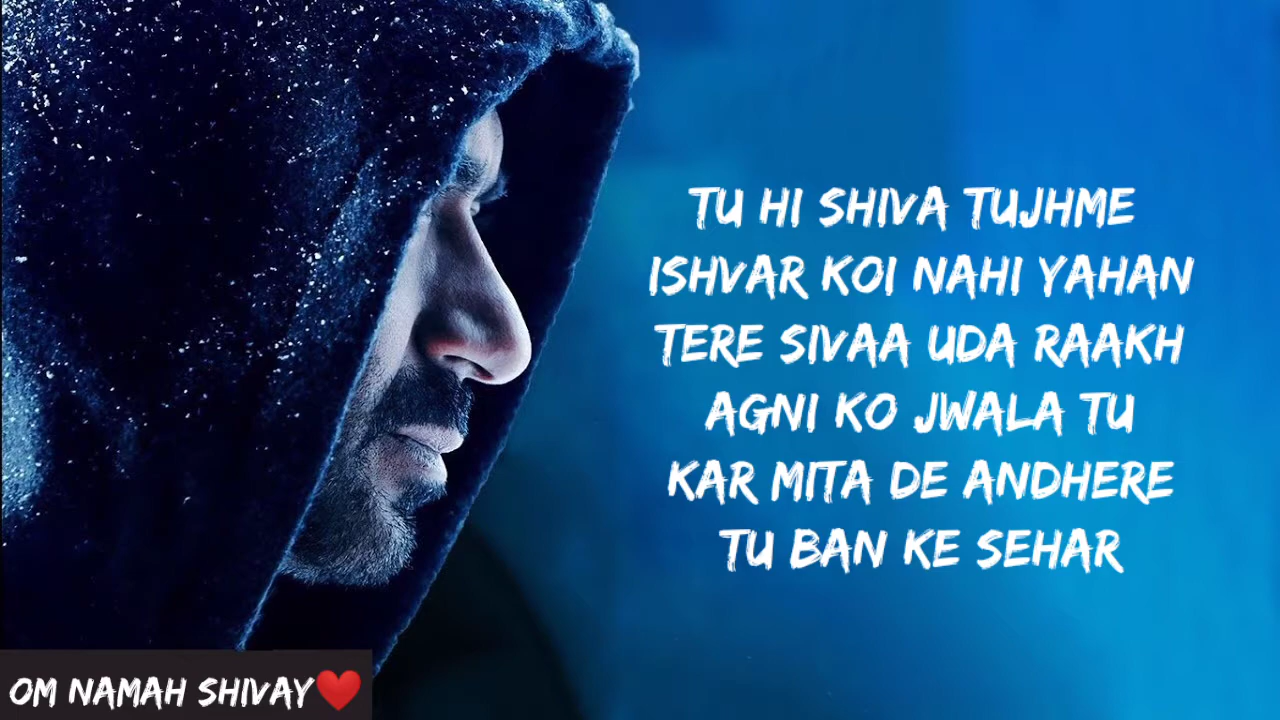 TU HI SHIVA TUJHME
ISHVAR KOI NAHI YAHAN
TERE SIVAA UDA RAAKH
AGNI KO JWALA TU
KAR MITA DE ANDHERE
TU BAN KE SEHAR
OM NAMAH SHIVAY❤️